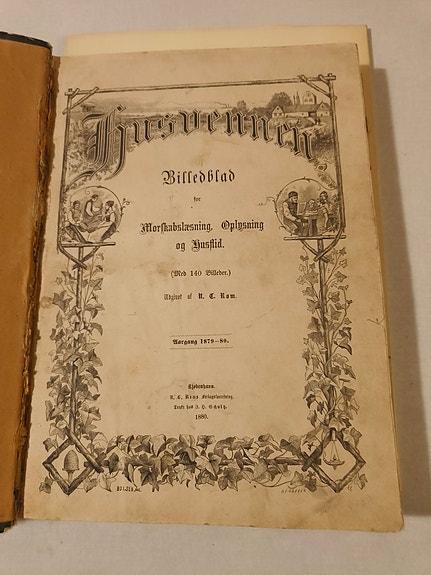 Husvennen
Billedblad
for
Morskabslæsning, Oplysning
og Husflid.
(Med 140 Billeder.)
Udgivet af N. C. Rom.
Aargang 1879—80.
Kjøbenhavn.
N. C. Roms Forlagsforretning.
Trykt hos J. H. Schultz.
1880.